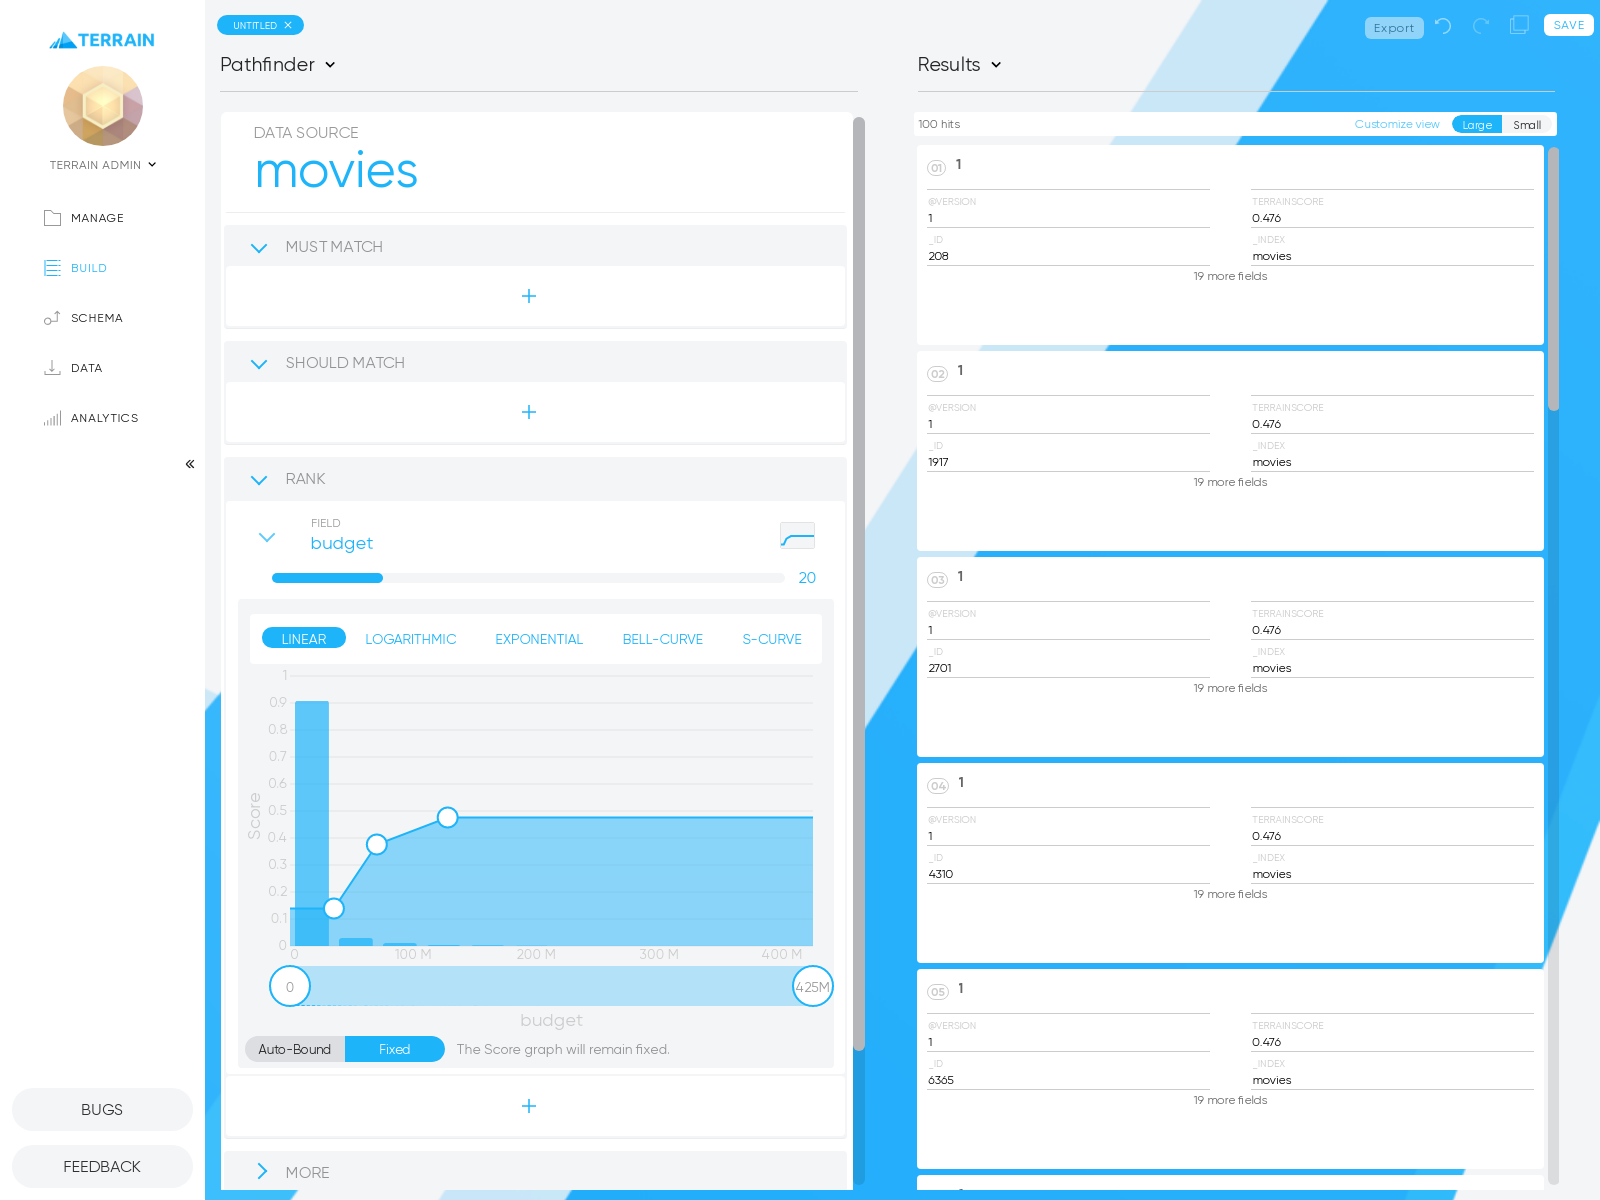 TERRAIN
TERRAIN ADMIN
MANAGE
BUILD
SCHEMA
DATA
ANALYTICS
BUGS
FEEDBACK
UNTITLED
Pathfinder
DATA SOURCE
movies
MUST MATCH
SHOULD MATCH
RANK
FIELD
budget
20
LINEAR LOGARITHMIC EXPONENTIAL BELL-CURVE S-CURVE
1
0.9
0.8
0.7
0.6
0.5
0.4
0.3
0.2
0.1
0
Score
0 100 M 200 M 300 M 400 M
0 425M
budget
Auto-Bound Fixed The Score graph will remain fixed.
MORE
Export SAVE
Results
100 hits Customize view Large Small
01 1
@VERSION TERRAINSCORE
1 0.476
_ID _INDEX
208 movies
19 more fields
02 1
@VERSION TERRAINSCORE
1 0.476
_ID _INDEX
1917 movies
19 more fields
03 1
@VERSION TERRAINSCORE
1 0.476
_ID _INDEX
2701 movies
19 more fields
04 1
@VERSION TERRAINSCORE
1 0.476
_ID _INDEX
4310 movies
19 more fields
05 1
@VERSION TERRAINSCORE
1 0.476
_ID _INDEX
6365 movies
19 more fields